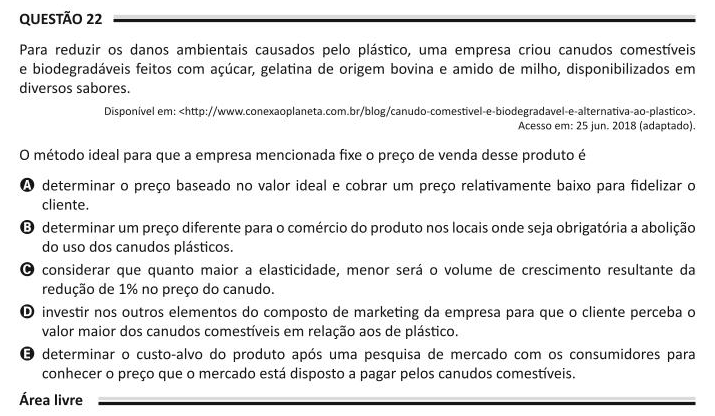 QUESTÃO 22
Para reduzir os danos ambientais causados pelo plástico, uma empresa criou canudos comestíveis
e biodegradáveis feitos com açúcar, gelatina de origem bovina e amido de milho, disponibilizados em
diversos sabores.
Disponível em: <http://www.conexaoplaneta.com.br/blog/canudo-comestivel-e-biodegradavel-e-alternativa-ao-plastico>.
Acesso em: 25 jun. 2018 (adaptado).
O método ideal para que a empresa mencionada fixe o preço de venda desse produto é
A determinar o preço baseado no valor ideal e cobrar um preço relativamente baixo para fidelizar o
cliente.
B determinar um preço diferente para o comércio do produto nos locais onde seja obrigatória a abolição
do uso dos canudos plásticos.
C considerar que quanto maior a elasticidade, menor será o volume de crescimento resultante da
redução de 1% no preço do canudo.
D investir nos outros elementos do composto de marketing da empresa para que o cliente perceba o
valor maior dos canudos comestíveis em relação aos de plástico.
E determinar o custo-alvo do produto após uma pesquisa de mercado com os consumidores para
conhecer o preço que o mercado está disposto a pagar pelos canudos comestíveis.
Área livre